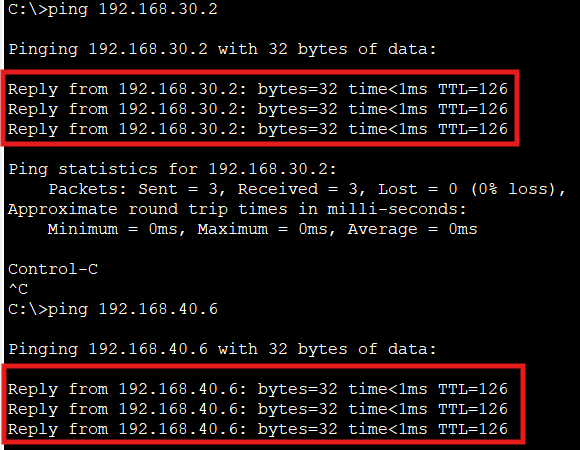 C:\>ping 192.168.30.2
Pinging 192.168.30.2 with 32 bytes of data:
Reply from 192.168.30.2: bytes=32 time<1ms TTL=126
Reply from 192.168.30.2: bytes=32 time<1ms TTL=126
Reply from 192.168.30.2: bytes=32 time<1ms TTL=126
Ping statistics for 192.168.30.2:
    Packets: Sent = 3, Received = 3, Lost = 0 (0% loss),
Approximate round trip times in milli-seconds:
    Minimum = 0ms, Maximum = 0ms, Average = 0ms
Control-C
^C
C:\>ping 192.168.40.6
Pinging 192.168.40.6 with 32 bytes of data:
Reply from 192.168.40.6: bytes=32 time<1ms TTL=126
Reply from 192.168.40.6: bytes=32 time<1ms TTL=126
Reply from 192.168.40.6: bytes=32 time<1ms TTL=126